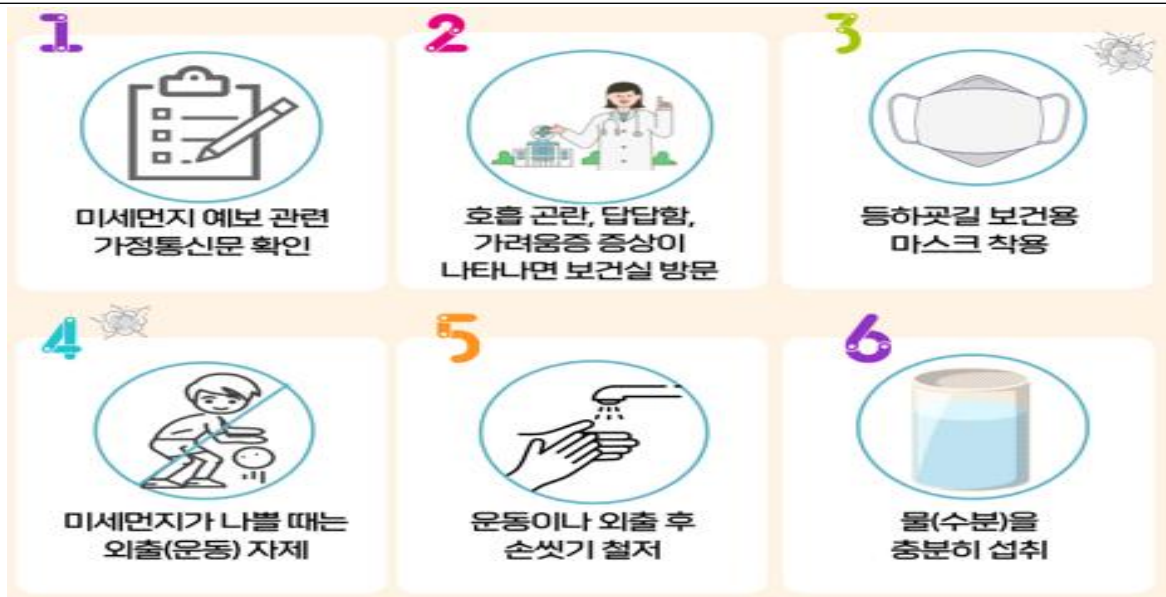 1
미세먼지 예보 관련
가정통신문 확인
2
호흡 곤란, 답답함,
가려움증 증상이
나타나면 보건실 방문
3
등하굣길 보건용
마스크 착용
4
미세먼지가 나쁠 때는
외출(운동) 자제
5
운동이나 외출 후
손씻기 철저
6
물(수분)을
충분히 섭취